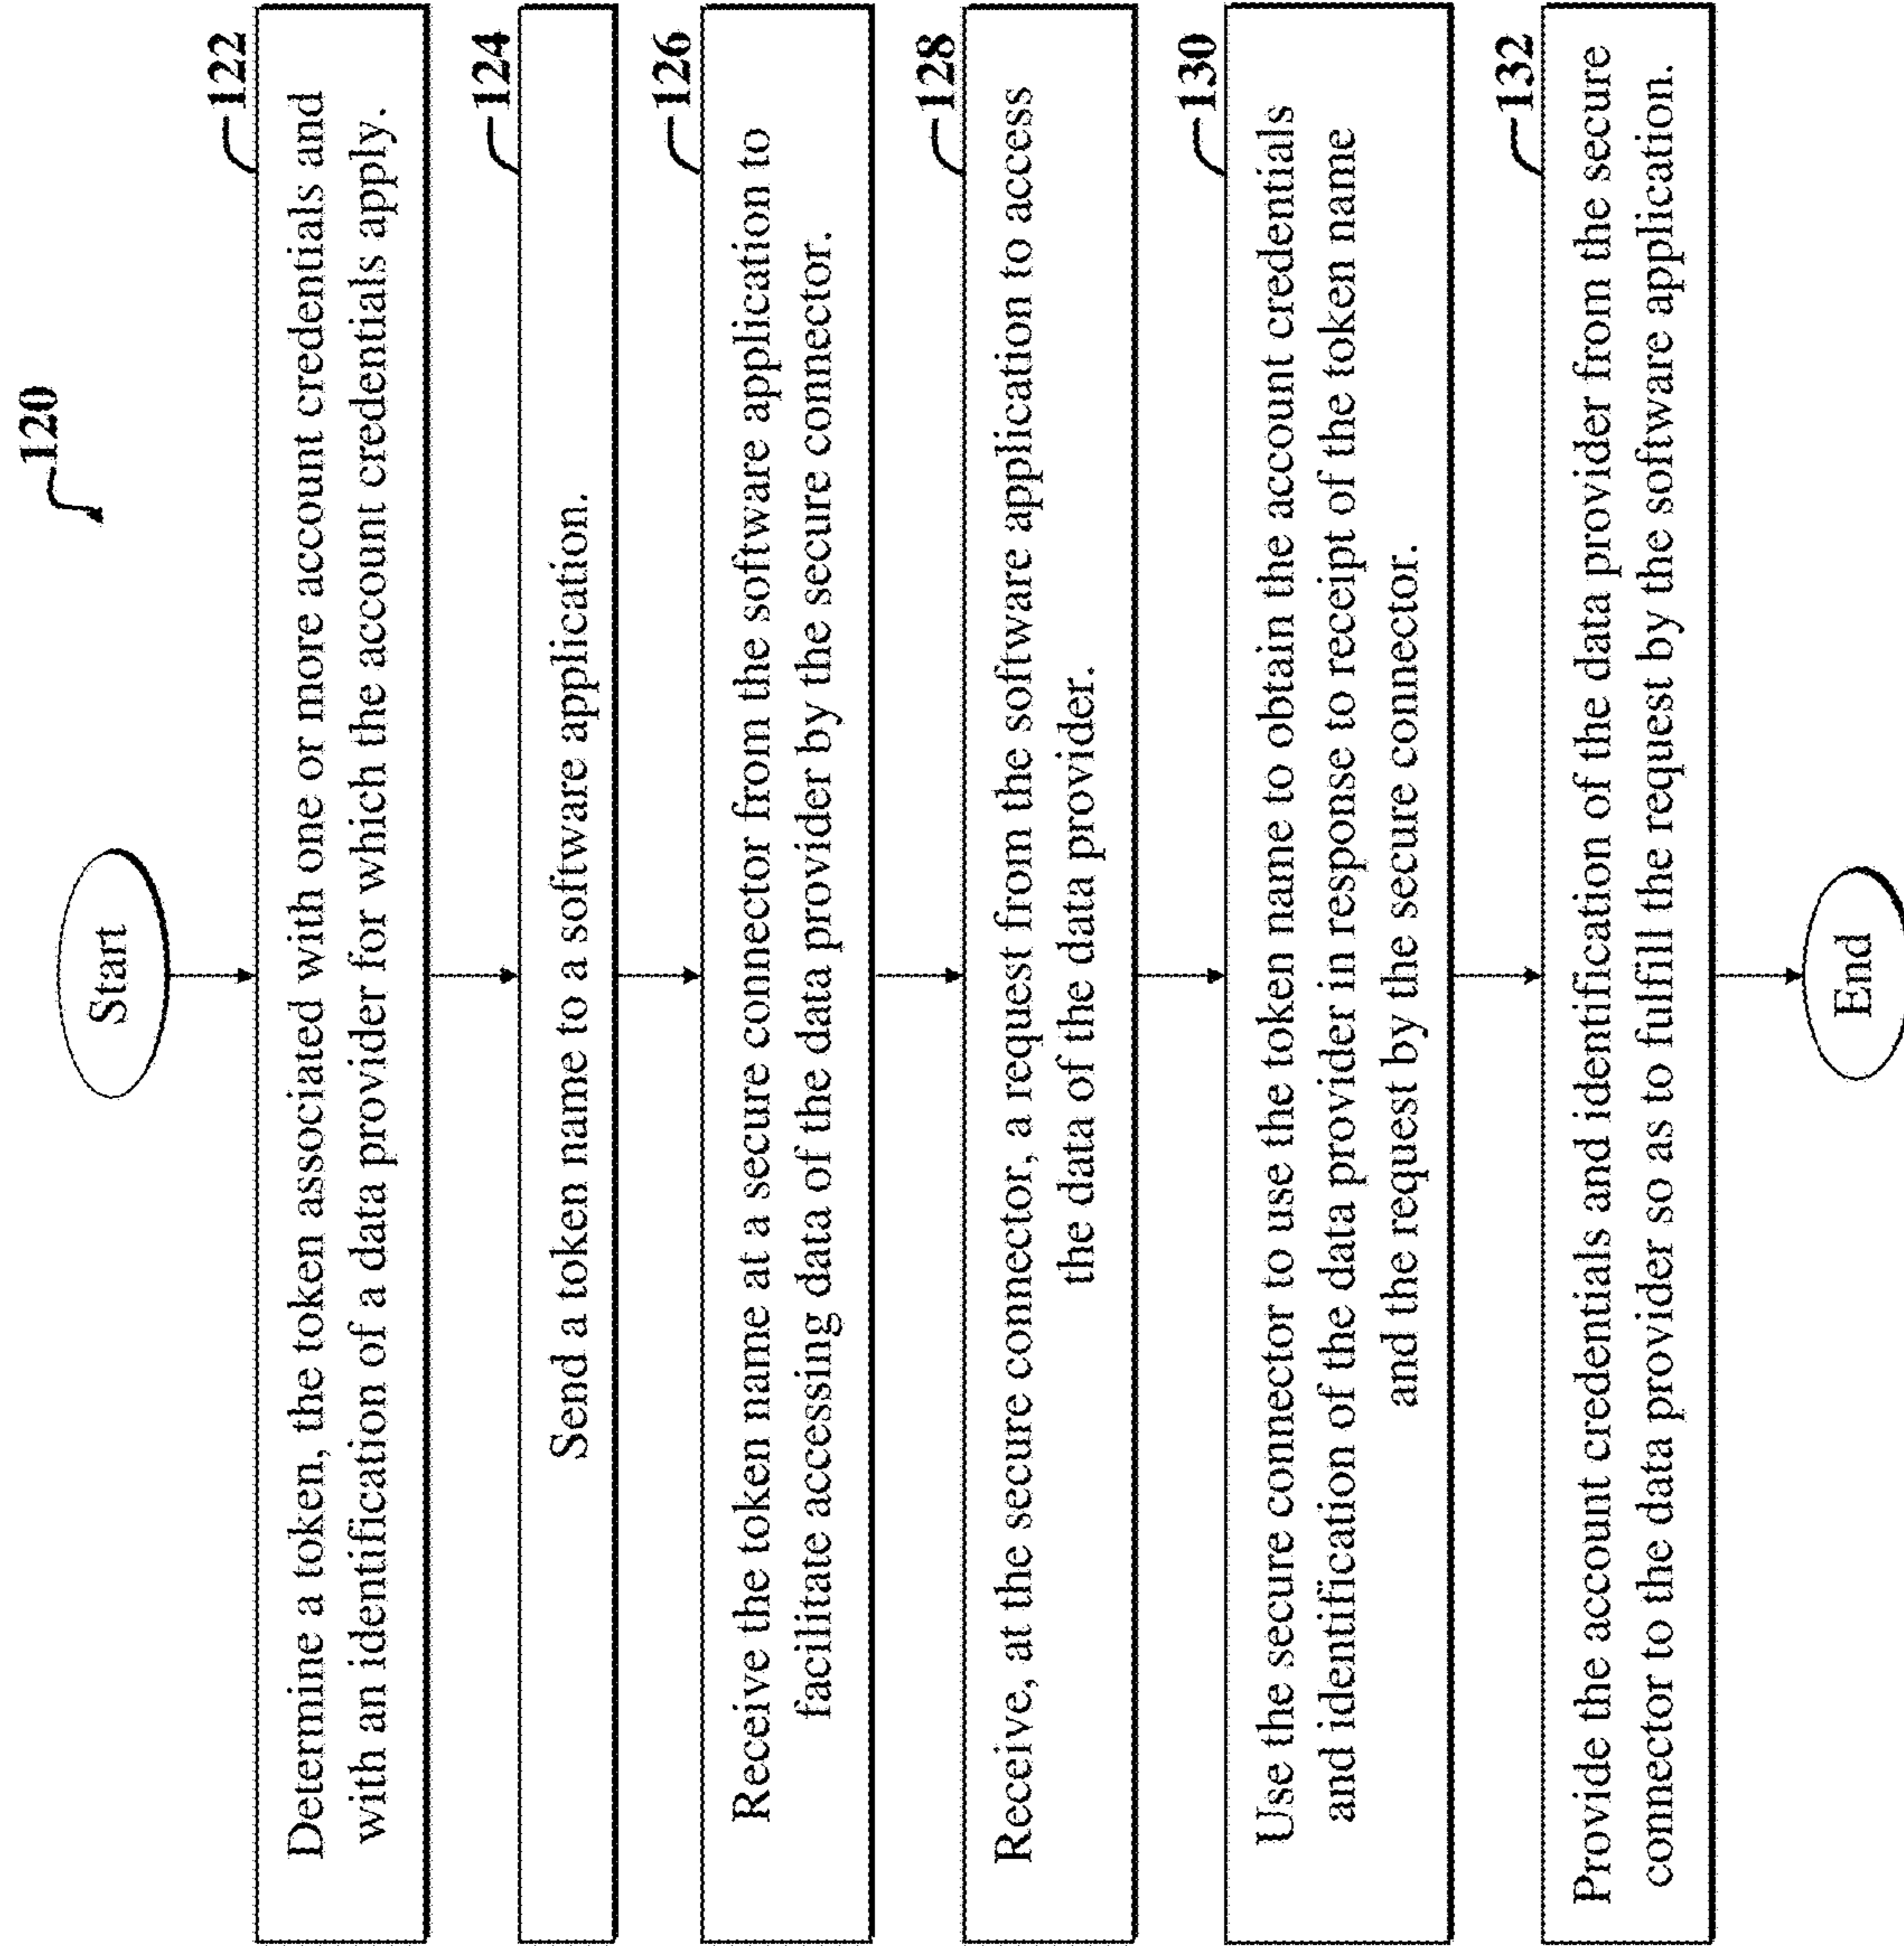 120
Start
122
Determine a token, the token associated with one or more account credentials and
with an identification of a data provider for which the account credentials apply.
124
Send a token name to a software application.
126
Receive the token name at a secure connector from the software application to
facilitate accessing data of the data provider by the secure connector.
128
Receive, at the secure connector, a request from the software application to access
the data of the data provider.
130
Use the secure connector to use the token name to obtain the account credentials
and identification of the data provider in response to receipt of the token name
and the request by the secure connector.
132
Provide the account credentials and identification of the data provider from the secure
connector to the data provider so as to fulfill the request by the software application.
End